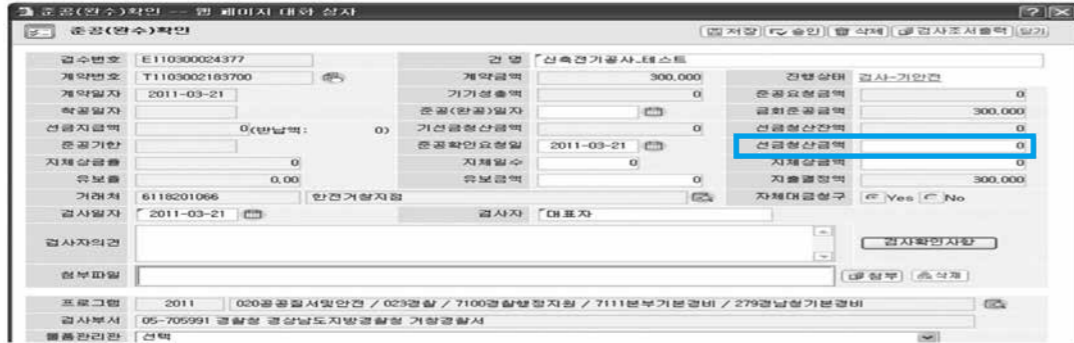 준공(완수)확인 -- 웹 페이지 대화 상자
준공(완수)확인 저장 승인 삭제 검사조서출력 닫기
검수번호 E110300024377 건 명 신축전기공사_테스트
계약번호 T1103002183700 계약금액 300,000 진행상태 검사-기안전
계약일자 2011-03-21 기기성출액 0 준공요청금액 0
착공일자 준공(완공)일자 금회준공금액 300,000
선금지급액 0(반납액: 0) 기선금청산금액 0 선금청산잔액 0
준공기한 준공확인요청일 2011-03-21 선금청산금액 0
지체상금률 0 지체일수 0 지체상금액 0
유보률 0.00 유보금액 0 지출결정액 300,000
거래처 6118201066 한전거창지점 자체대금청구 Yes No
검사일자 2011-03-21 검사자 대표자
검사자의견 검사확인사항
첨부파일 첨부 삭제
프로그램 2011 020공공질서및안전 / 023경찰 / 7100경찰행정지원 / 7111본부기본경비 / 279경남청기본경비
검사부서 05-705991 경찰청 경상남도지방경찰청 거창경찰서
물품관리관 선택